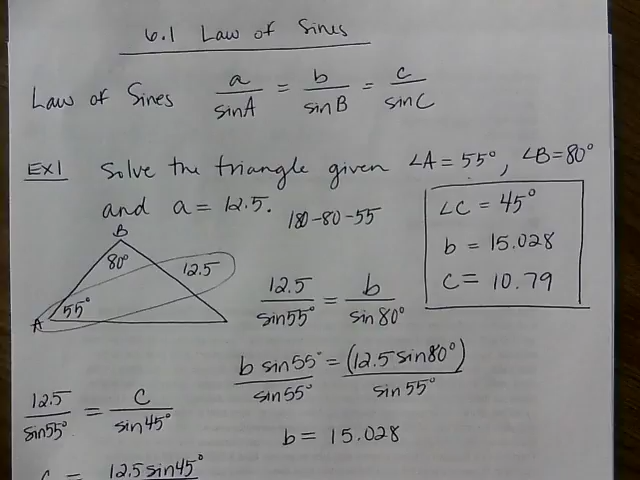 6.1 Law of Sines
Law of Sines a/sinA = b/sinB = c/sinC
EX1 Solve the triangle given ∠A = 55°, ∠B = 80°
and a = 12.5.
180-80-55
∠C = 45°
b = 15.028
C = 10.79
B
80°
12.5
A
55°
12.5/sin55° = b/sin80°
b sin55°/sin55° = (12.5 sin80°)/sin55°
b = 15.028
12.5/sin55° = C/sin45°
C = 12.5 sin45°